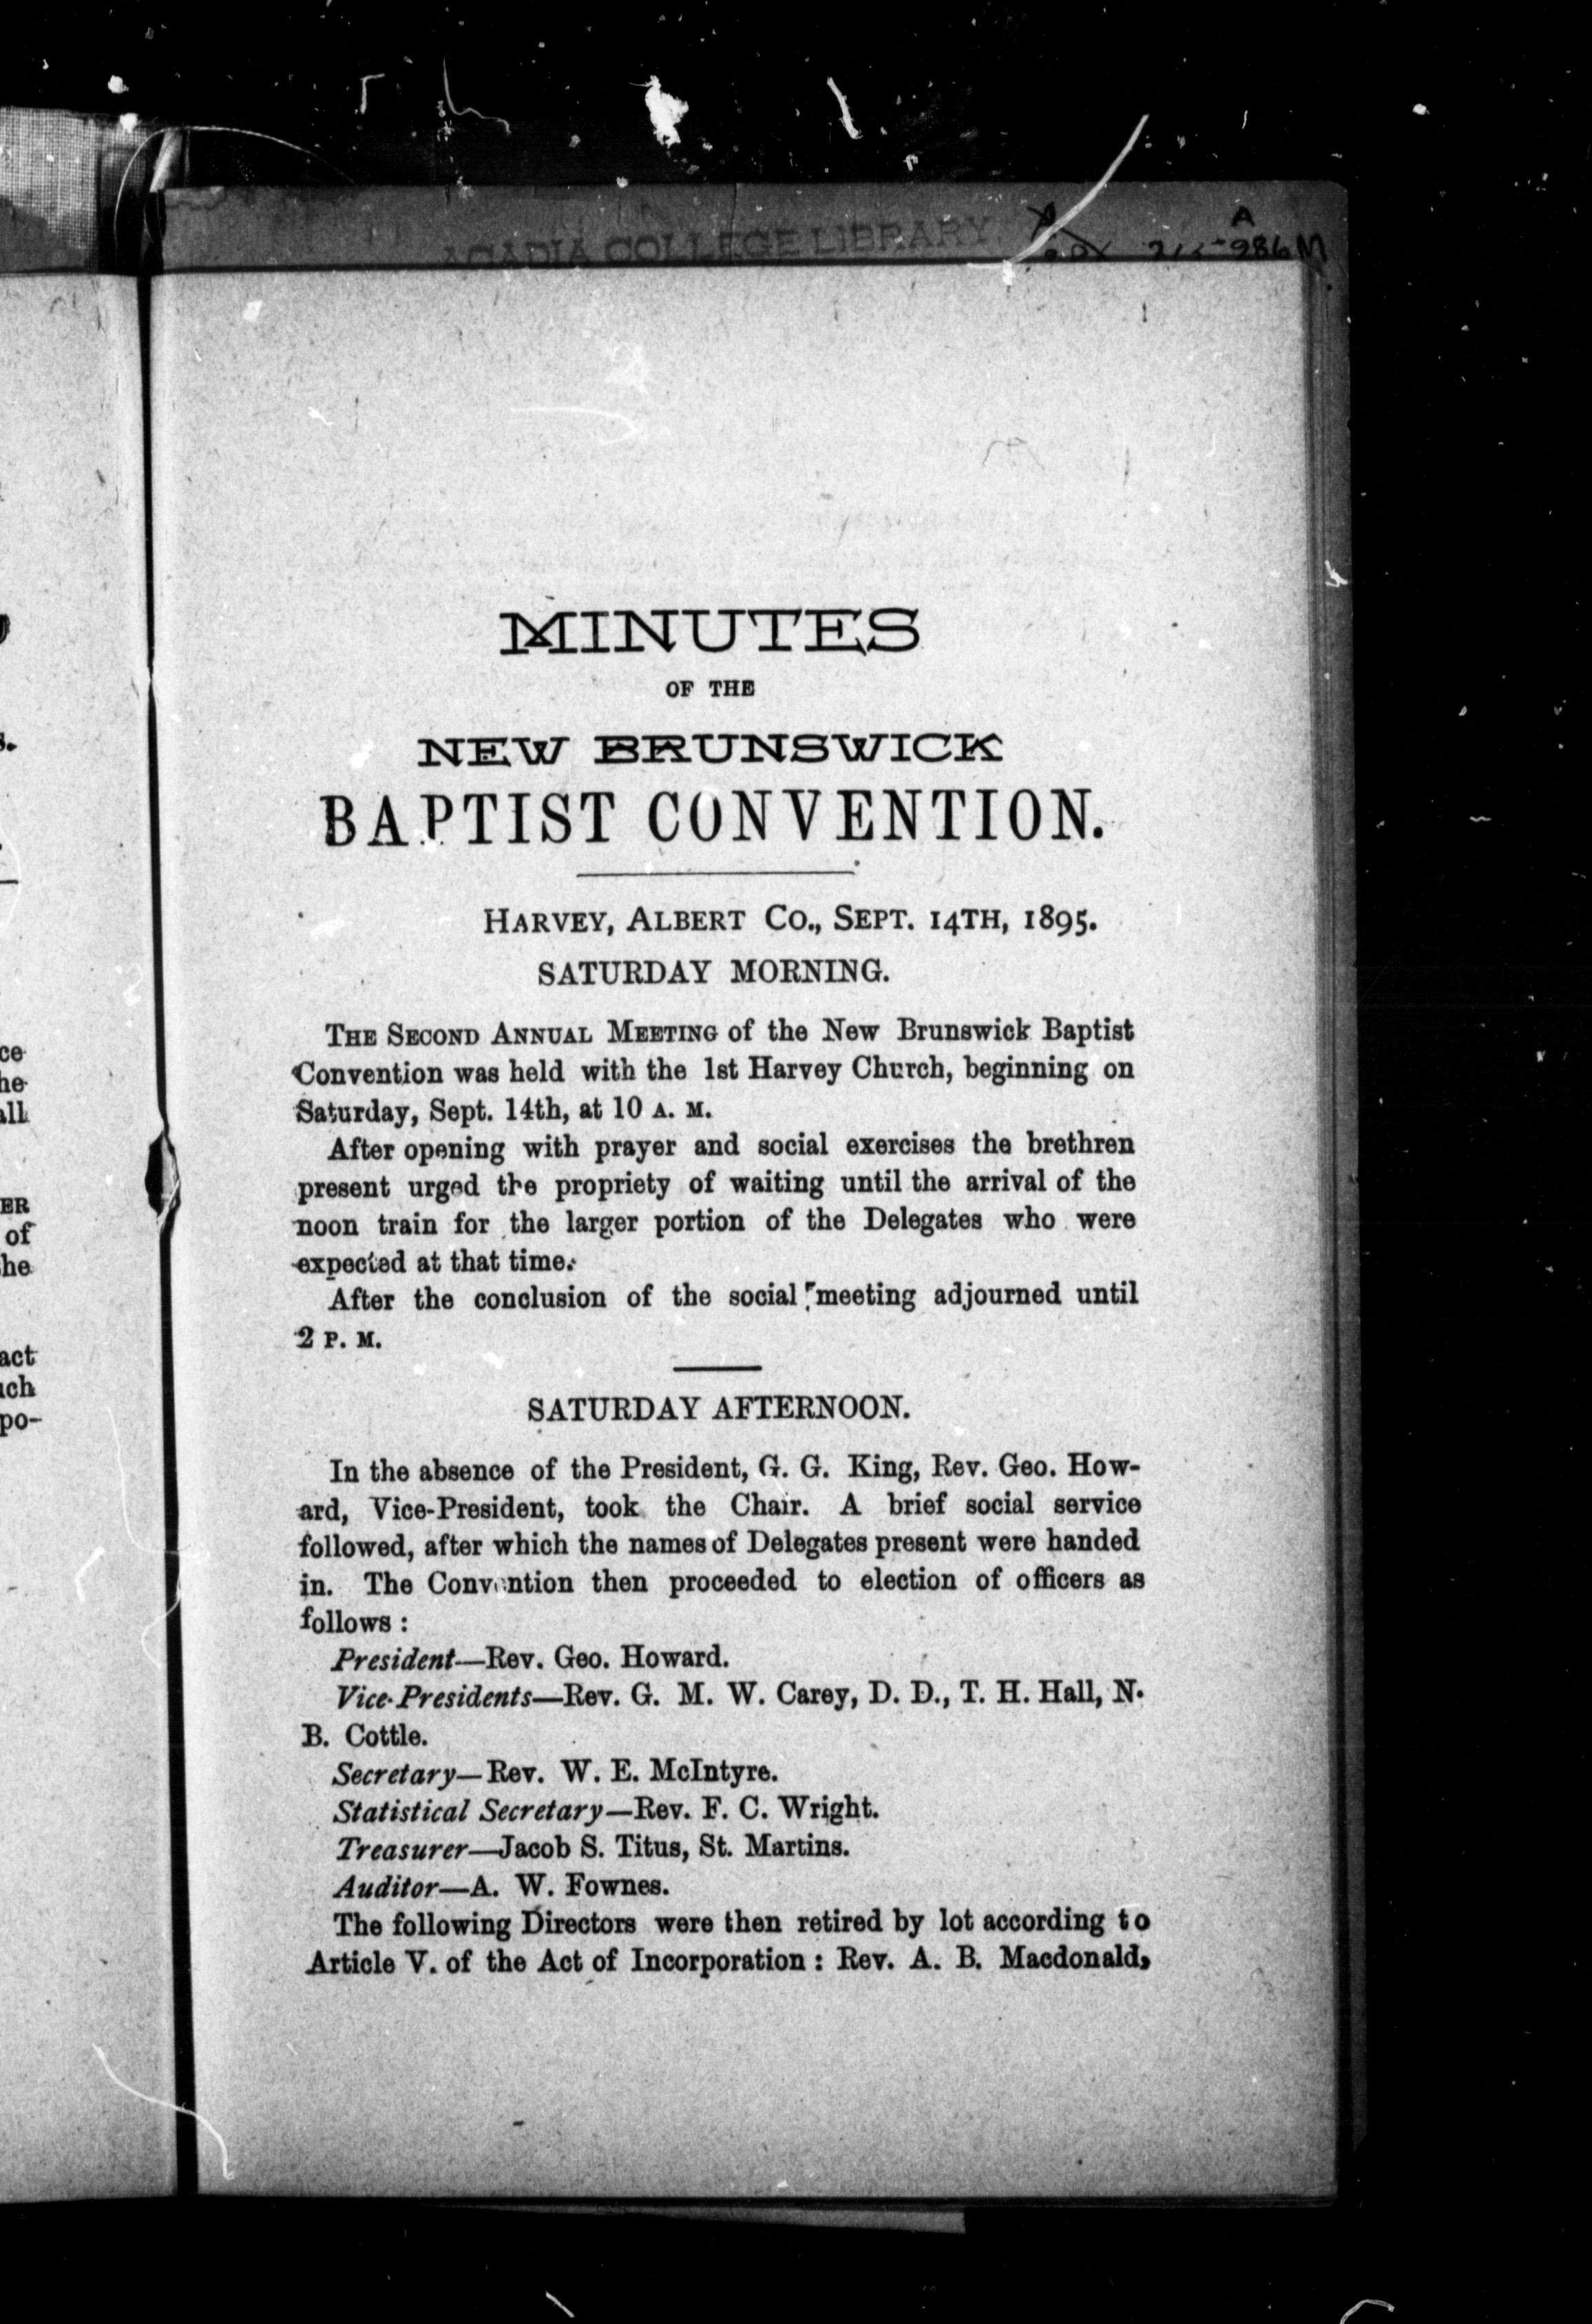 ACADIA COLLEGE LIBRARY
MINUTES
OF THE
NEW BRUNSWICK
BAPTIST CONVENTION.
HARVEY, ALBERT CO., SEPT. 14TH, 1895.
SATURDAY MORNING.
THE SECOND ANNUAL MEETING of the New Brunswick Baptist
Convention was held with the 1st Harvey Church, beginning on
Saturday, Sept. 14th, at 10 A. M.
After opening with prayer and social exercises the brethren
present urged the propriety of waiting until the arrival of the
noon train for the larger portion of the Delegates who were
expected at that time.
After the conclusion of the social meeting adjourned until
2 P. M.
SATURDAY AFTERNOON.
In the absence of the President, G. G. King, Rev. Geo. How-
ard, Vice-President, took the Chair. A brief social service
followed, after which the names of Delegates present were handed
in. The Convention then proceeded to election of officers as
follows :
President—Rev. Geo. Howard.
Vice-Presidents—Rev. G. M. W. Carey, D. D., T. H. Hall, N.
B. Cottle.
Secretary—Rev. W. E. McIntyre.
Statistical Secretary—Rev. F. C. Wright.
Treasurer—Jacob S. Titus, St. Martins.
Auditor—A. W. Fownes.
The following Directors were then retired by lot according to
Article V. of the Act of Incorporation : Rev. A. B. Macdonald,